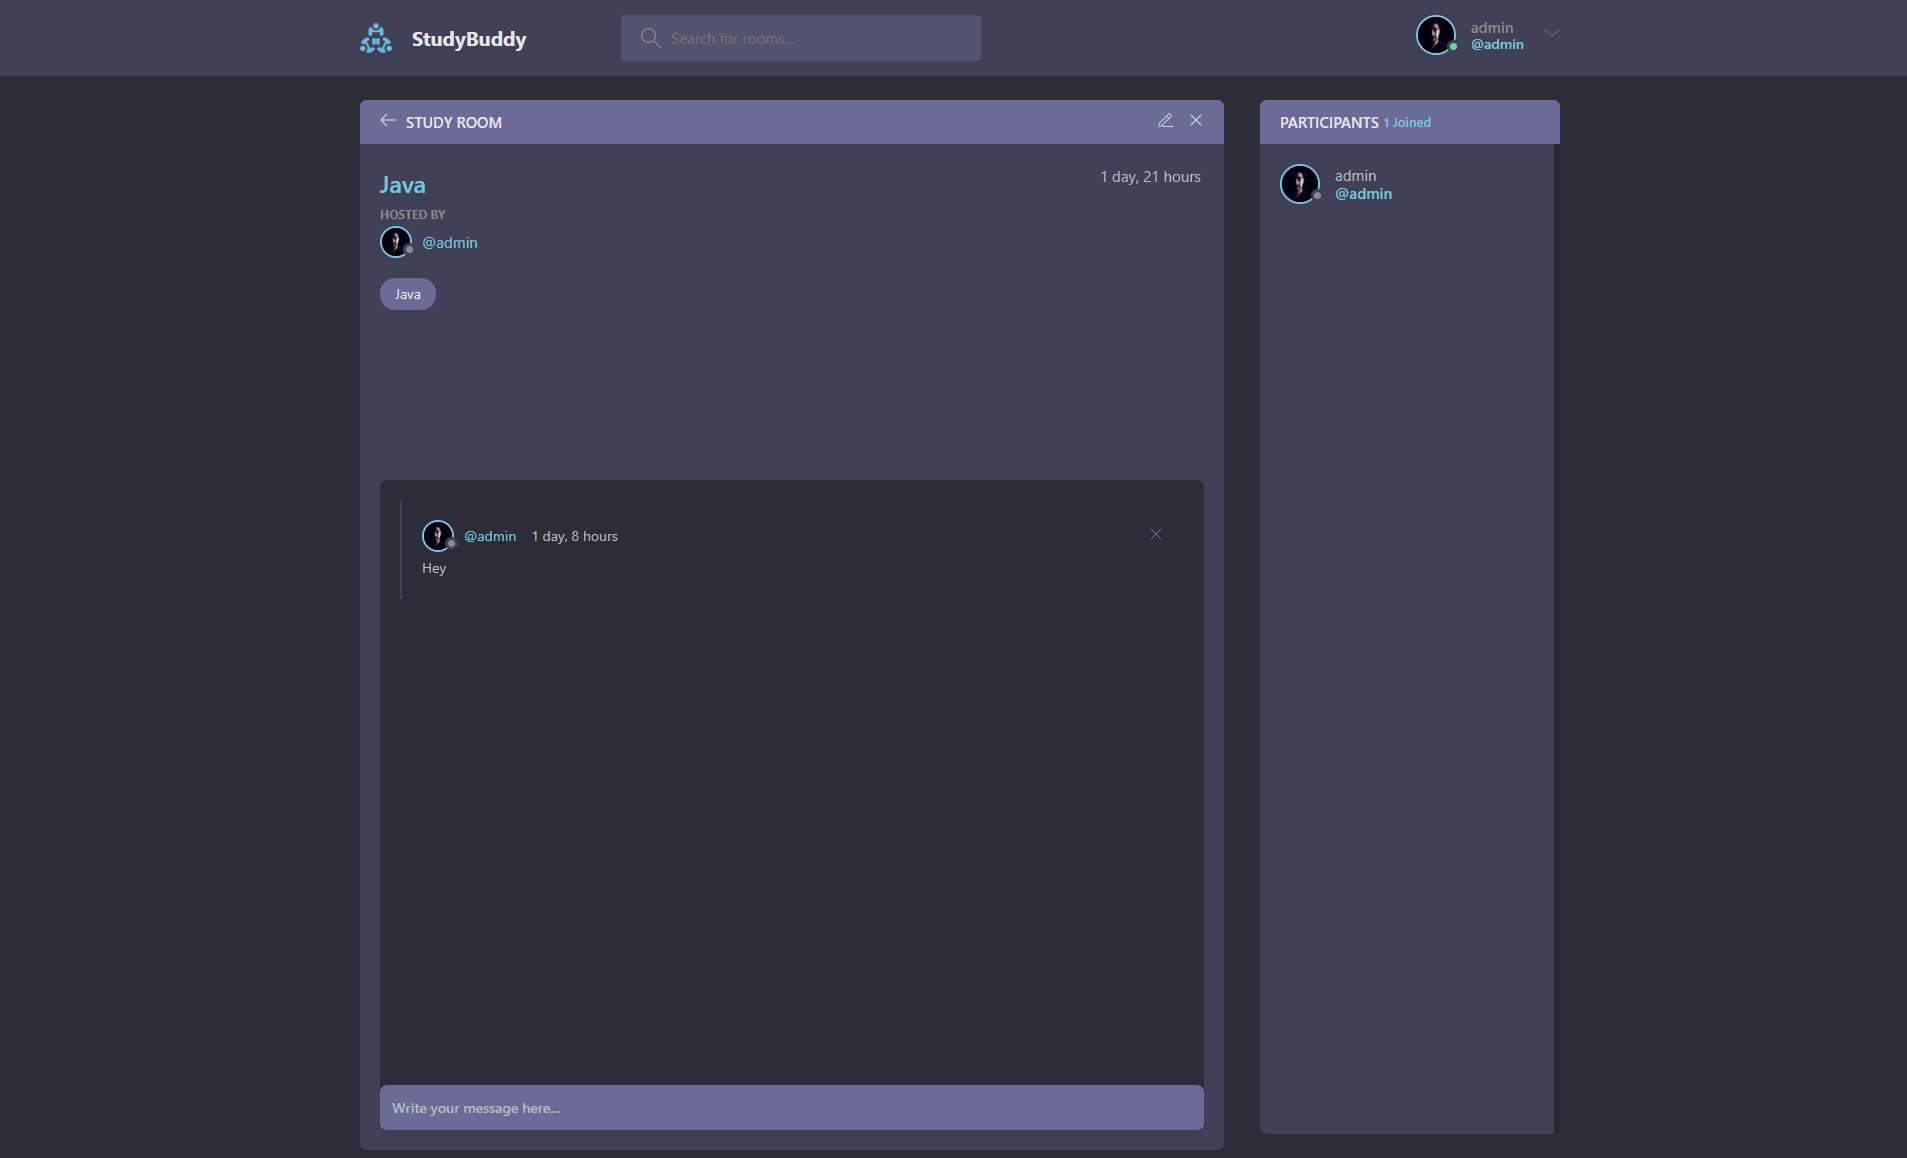 StudyBuddy
Search for rooms...
admin
@admin
STUDY ROOM
Java
1 day, 21 hours
HOSTED BY
@admin
Java
@admin 1 day, 8 hours
Hey
Write your message here...
PARTICIPANTS 1 Joined
admin
@admin